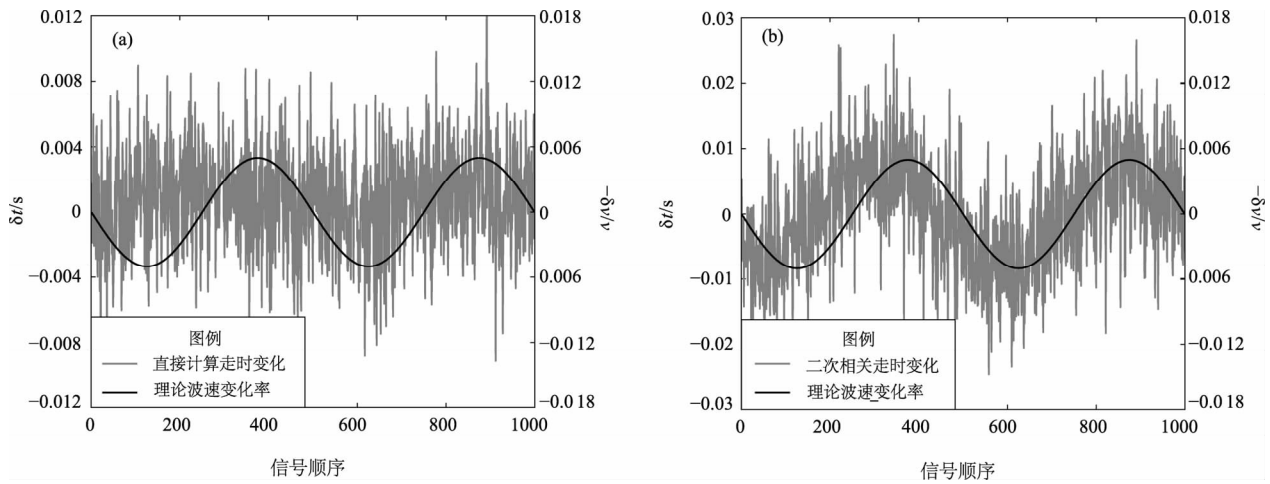 (a)
0.012
0.008
0.004
0
−0.004
−0.008
−0.012
δt/s
0.018
0.012
0.006
0
0.006
−0.012
−0.018
−δv/v
图例
直接计算走时变化
理论波速变化率
0 200 400 600 800 1000
信号顺序
(b)
0.03
0.02
0.01
0
−0.01
−0.02
−0.03
δt/s
0.018
0.012
0.006
0
0.006
−0.012
−0.018
−δv/v
图例
二次相关走时变化
理论波速变化率
0 200 400 600 800 1000
信号顺序